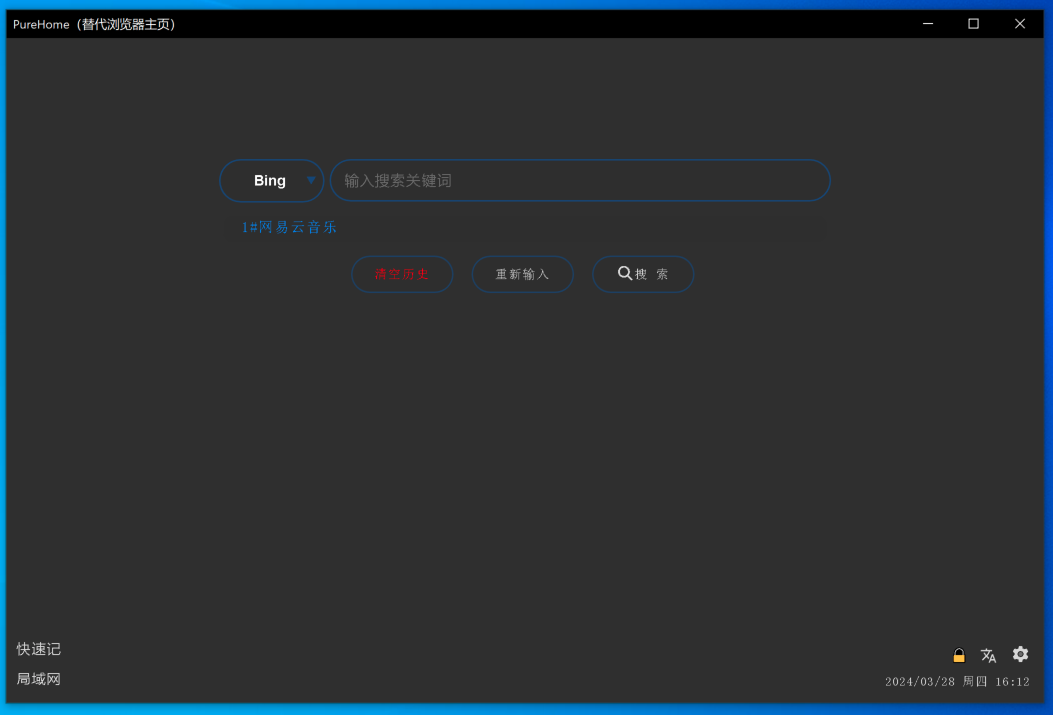 PureHome（替代浏览器主页）
Bing 输入搜索关键词
1#网易云音乐
清空历史 重新输入 搜 索
快速记
局域网
2024/03/28 周四 16:12